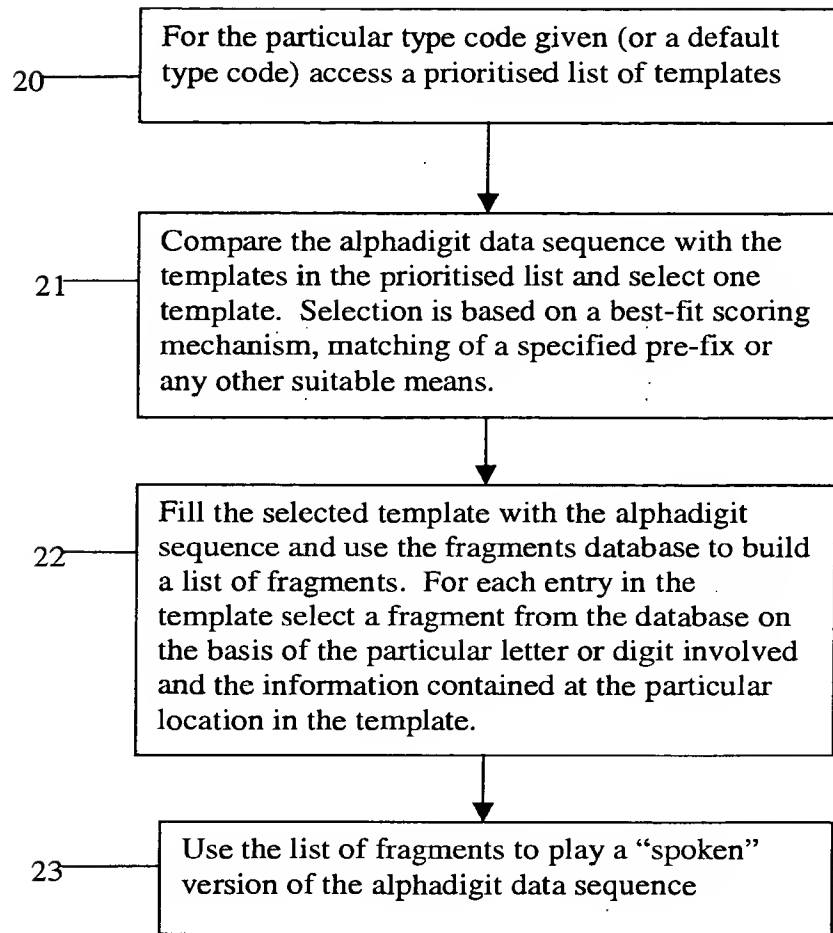 For the particular type code given (or a default
20 type code) access a prioritised list of templates
Compare the alphadigit data sequence with the
21 templates in the prioritised list and select one
template. Selection is based on a best-fit scoring
mechanism, matching of a specified pre-fix or
any other suitable means.
Fill the selected template with the alphadigit
sequence and use the fragments database to build
22 a list of fragments. For each entry in the
template select a fragment from the database on
the basis of the particular letter or digit involved
and the information contained at the particular
location in the template.
Use the list of fragments to play a “spoken”
23 version of the alphadigit data sequence